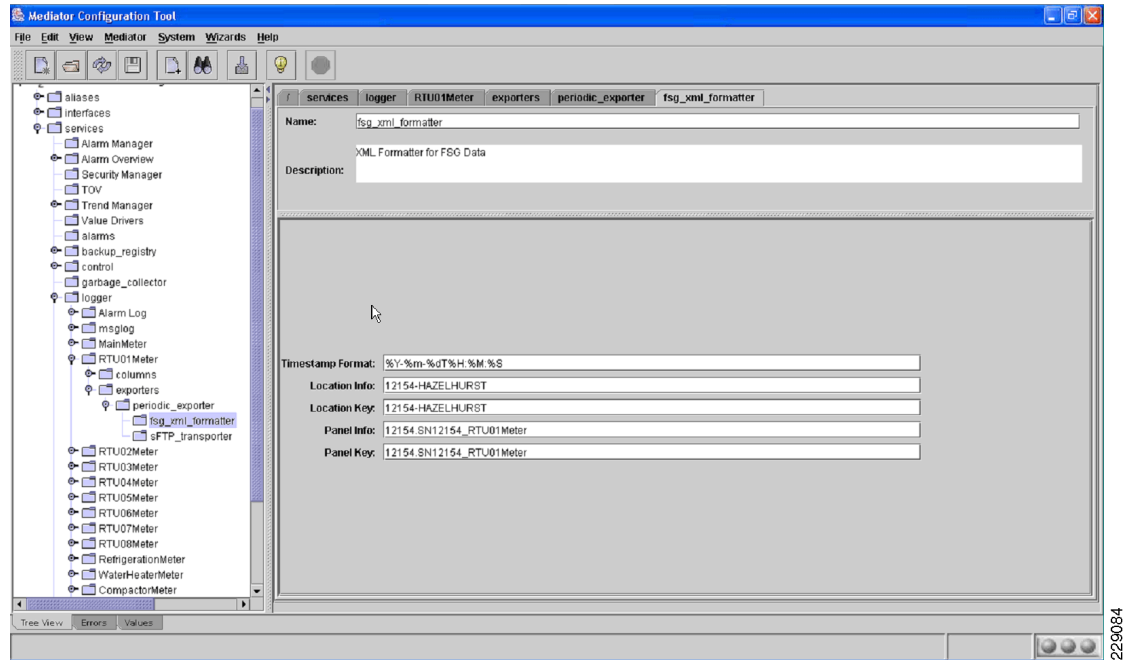 Mediator Configuration Tool
File Edit View Mediator System Wizards Help
aliases
interfaces
services
Alarm Manager
Alarm Overview
Security Manager
TOV
Trend Manager
Value Drivers
alarms
backup_registry
control
garbage_collector
logger
Alarm Log
msglog
MainMeter
RTU01Meter
columns
exporters
periodic_exporter
fsg_xml_formatter
sFTP_transporter
RTU02Meter
RTU03Meter
RTU04Meter
RTU05Meter
RTU06Meter
RTU07Meter
RTU08Meter
RefrigerationMeter
WaterHeaterMeter
CompactorMeter
/ services logger RTU01Meter exporters periodic_exporter fsg_xml_formatter
Name: fsg_xml_formatter
Description: XML Formatter for FSG Data
Timestamp Format: %Y-%m-%dT%H:%M:%S
Location Info: 12154-HAZELHURST
Location Key: 12154-HAZELHURST
Panel Info: 12154.SN12154_RTU01Meter
Panel Key: 12154.SN12154_RTU01Meter
Tree View Errors Values
229084